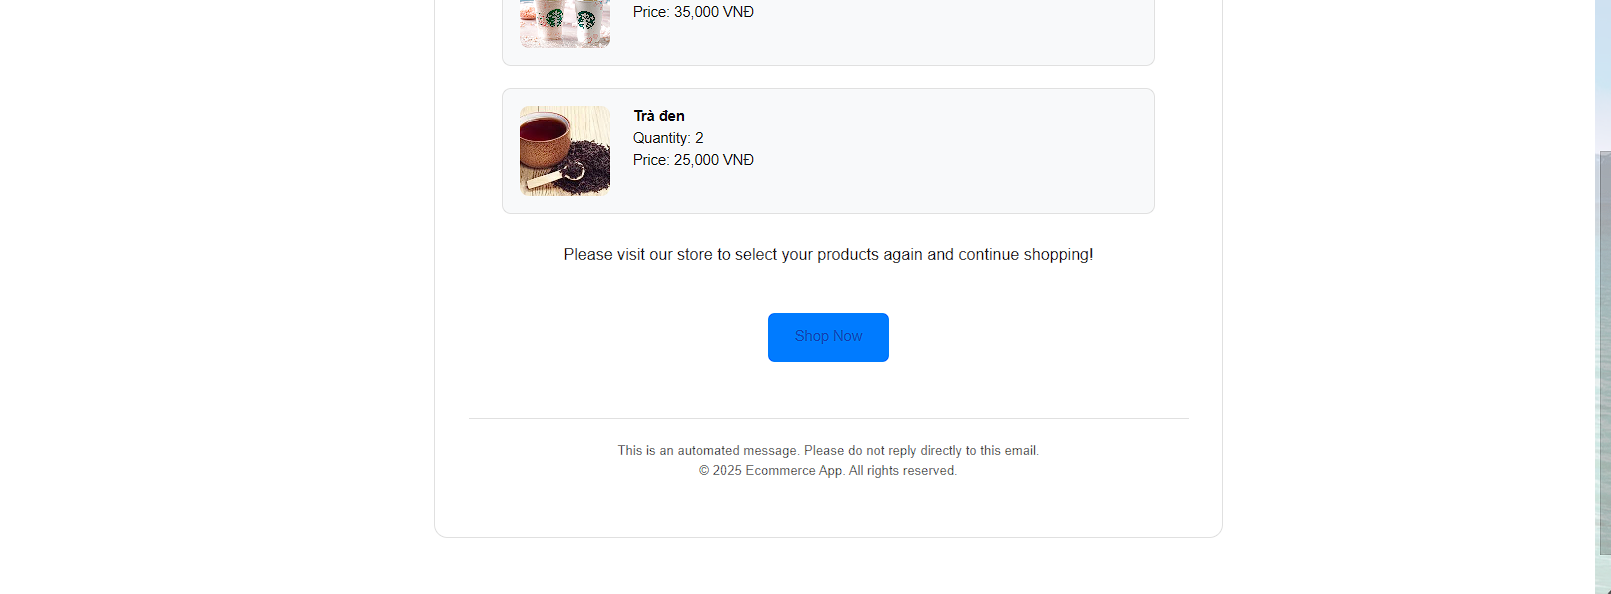 Price: 35,000 VNĐ
Trà đen
Quantity: 2
Price: 25,000 VNĐ
Please visit our store to select your products again and continue shopping!
Shop Now
This is an automated message. Please do not reply directly to this email.
© 2025 Ecommerce App. All rights reserved.